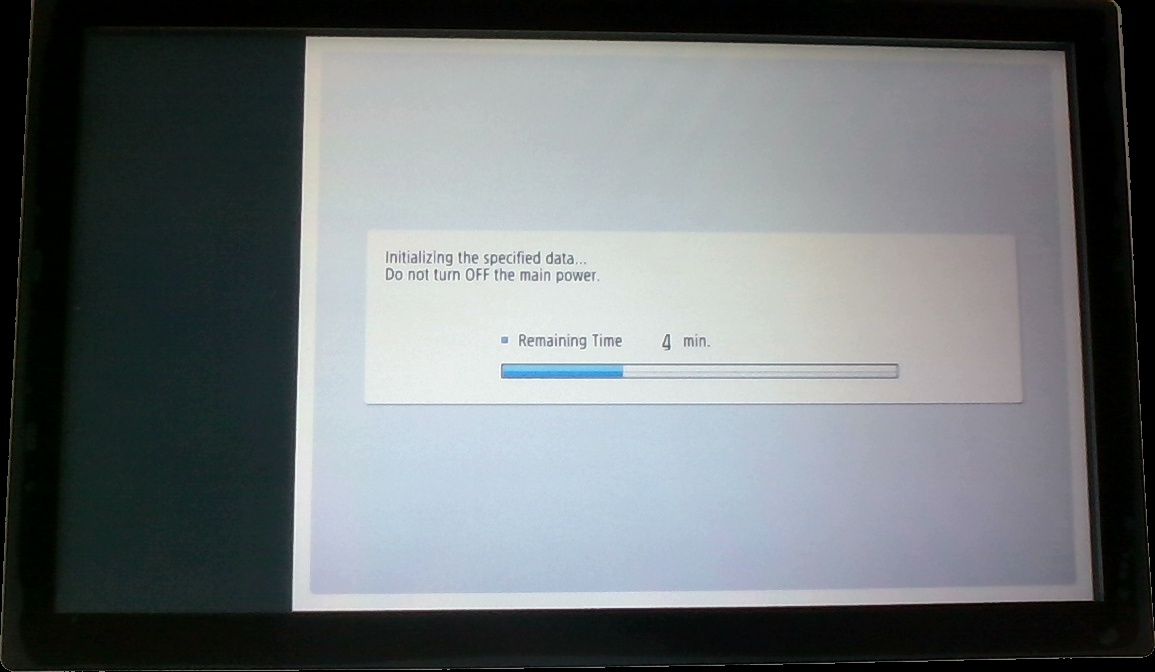 Initializing the specified data...
Do not turn OFF the main power.
Remaining Time 4 min.